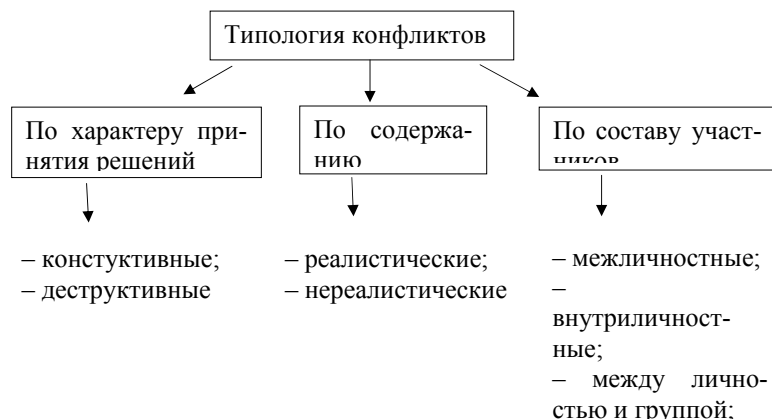 Типология конфликтов
По характеру при-
нятия решений
По содержа-
нию
По составу участ-
ников
– констуктивные;
– деструктивные
– реалистические;
– нереалистические
– межличностные;
–
внутриличност-
ные;
– между лично-
стью и группой;